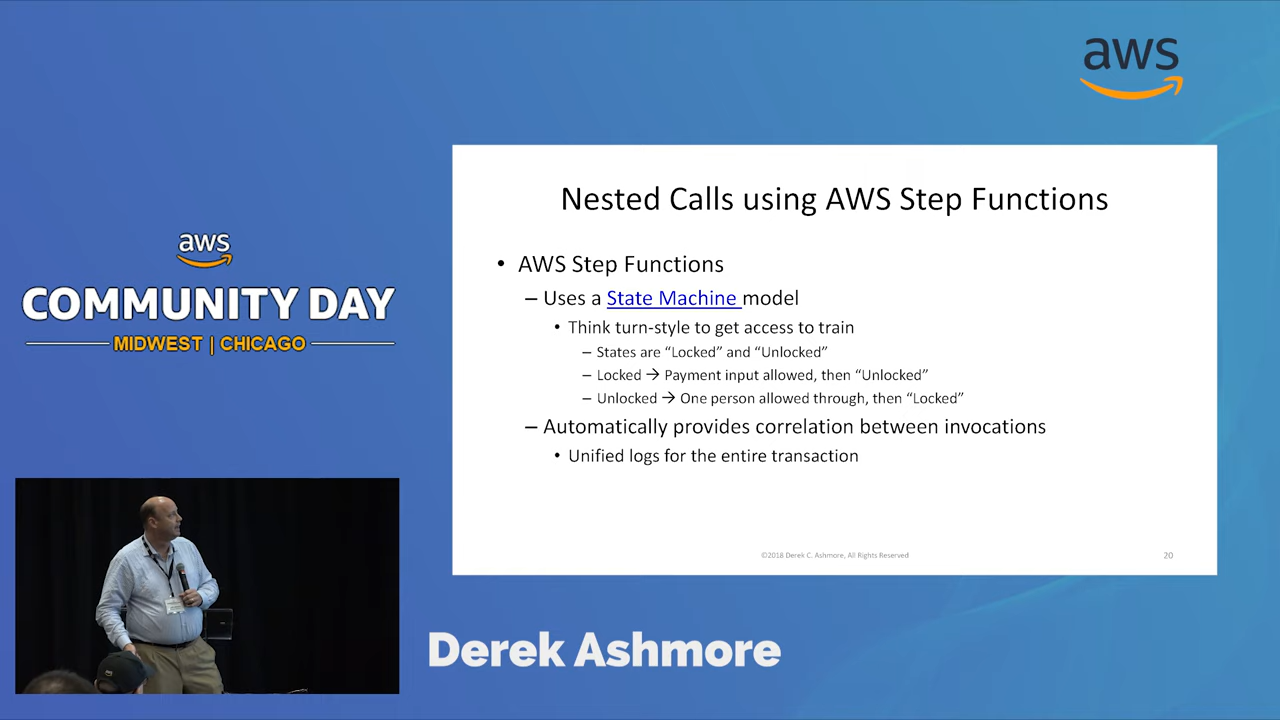 aws
aws
COMMUNITY DAY
MIDWEST | CHICAGO
Nested Calls using AWS Step Functions
• AWS Step Functions
– Uses a State Machine model
• Think turn-style to get access to train
– States are “Locked” and “Unlocked”
– Locked → Payment input allowed, then “Unlocked”
– Unlocked → One person allowed through, then “Locked”
– Automatically provides correlation between invocations
• Unified logs for the entire transaction
©2018 Derek C. Ashmore, All Rights Reserved
20
Derek Ashmore